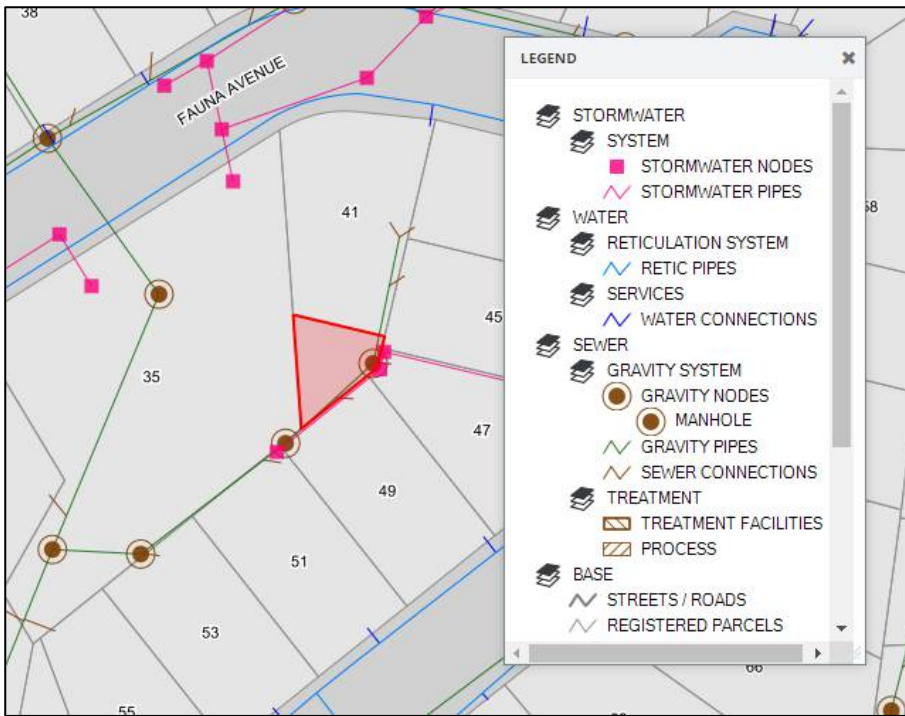 38
FAUNA AVENUE
41
35
45
47
49
51
53
55
58
66
LEGEND
STORMWATER
SYSTEM
STORMWATER NODES
STORMWATER PIPES
WATER
RETICULATION SYSTEM
RETIC PIPES
SERVICES
WATER CONNECTIONS
SEWER
GRAVITY SYSTEM
GRAVITY NODES
MANHOLE
GRAVITY PIPES
SEWER CONNECTIONS
TREATMENT
TREATMENT FACILITIES
PROCESS
BASE
STREETS / ROADS
REGISTERED PARCELS